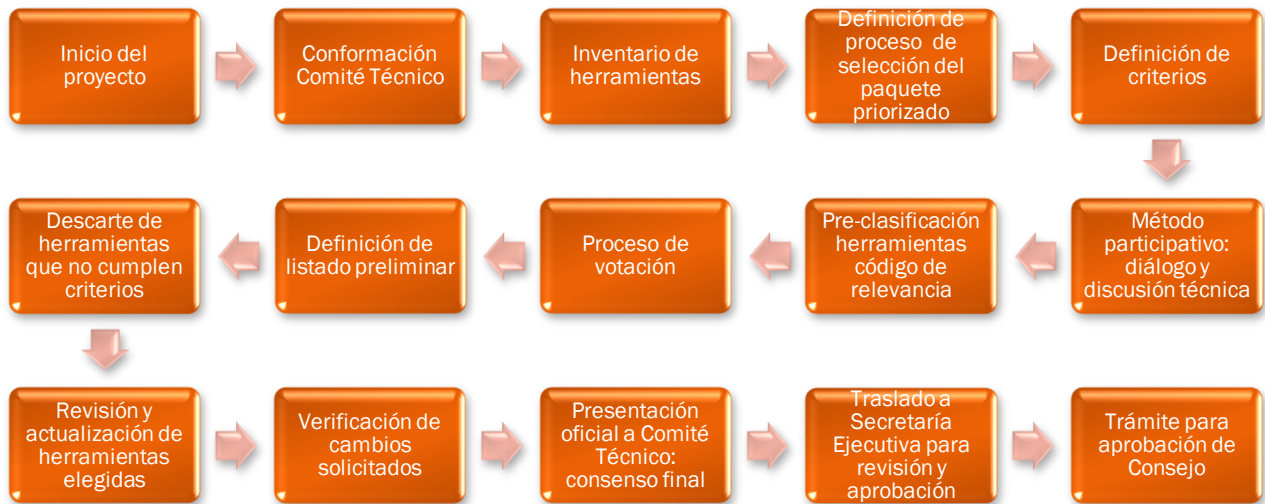 Inicio del
proyecto
Conformación
Comité Técnico
Inventario de
herramientas
Definición de
proceso de
selección del
paquete
priorizado
Definición de
criterios
Método
participativo:
diálogo y
discusión técnica
Pre-clasificación
herramientas
código de
relevancia
Proceso de
votación
Definición de
listado preliminar
Descarte de
herramientas
que no cumplen
criterios
Revisión y
actualización de
herramientas
elegidas
Verificación de
cambios
solicitados
Presentación
oficial a Comité
Técnico:
consenso final
Traslado a
Secretaría
Ejecutiva para
revisión y
aprobación
Trámite para
aprobación de
Consejo